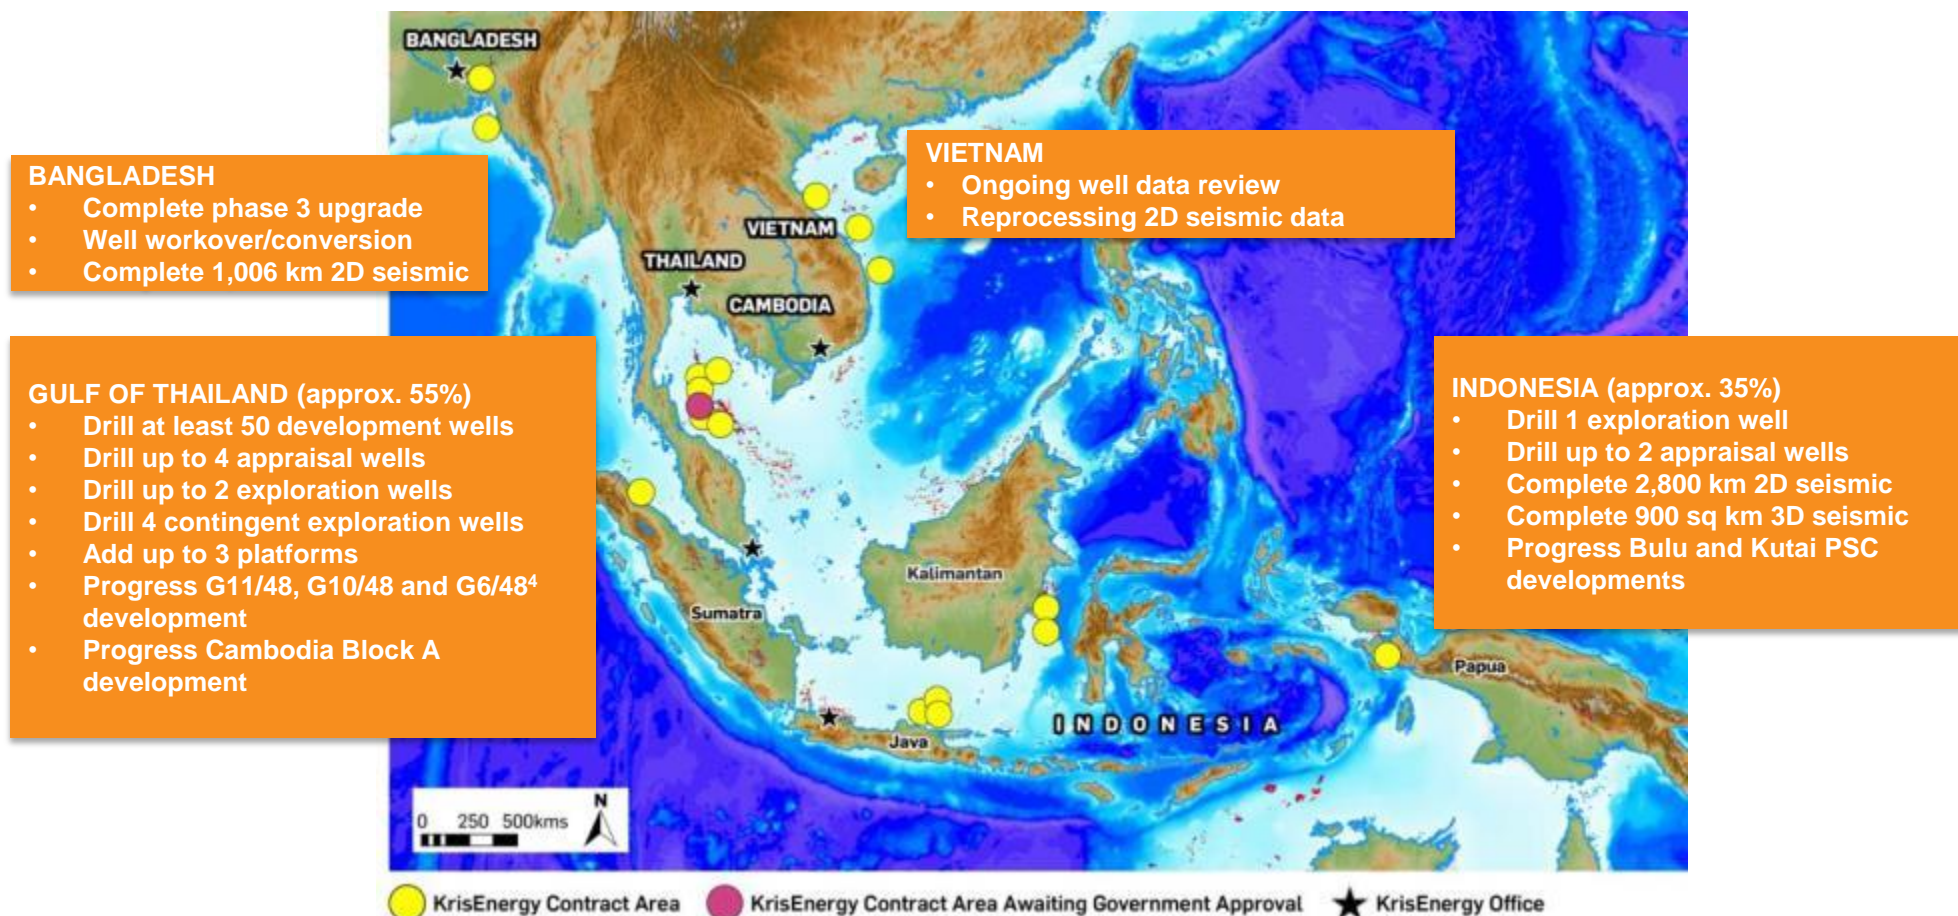 BANGLADESH
BANGLADESH
• Complete phase 3 upgrade
• Well workover/conversion
• Complete 1,006 km 2D seismic
VIETNAM
• Ongoing well data review
• Reprocessing 2D seismic data
VIETNAM
THAILAND
CAMBODIA
GULF OF THAILAND (approx. 55%)
• Drill at least 50 development wells
• Drill up to 4 appraisal wells
• Drill up to 2 exploration wells
• Drill 4 contingent exploration wells
• Add up to 3 platforms
• Progress G11/48, G10/48 and G6/48⁴
development
• Progress Cambodia Block A
development
INDONESIA (approx. 35%)
• Drill 1 exploration well
• Drill up to 2 appraisal wells
• Complete 2,800 km 2D seismic
• Complete 900 sq km 3D seismic
• Progress Bulu and Kutai PSC
developments
Kalimantan
Sumatra
Papua
INDONESIA
Java
N
0 250 500kms
KrisEnergy Contract Area
KrisEnergy Contract Area Awaiting Government Approval
KrisEnergy Office